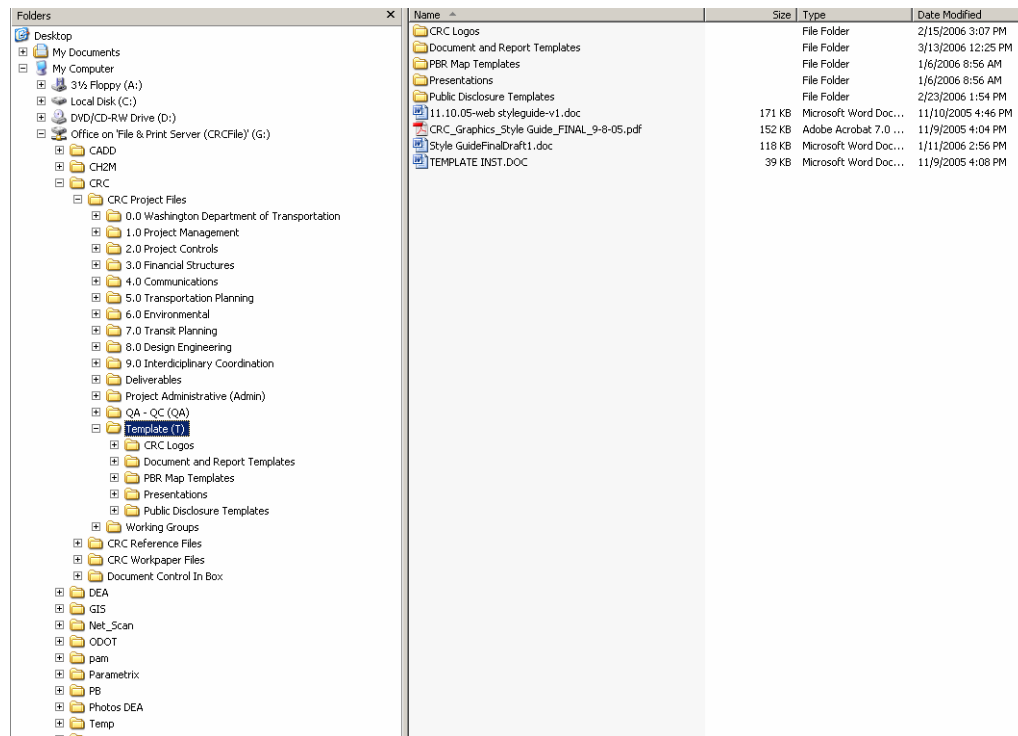 Folders
Desktop
My Documents
My Computer
3½ Floppy (A:)
Local Disk (C:)
DVD/CD-RW Drive (D:)
Office on 'File & Print Server (CRCFile)' (G:)
CADD
CH2M
CRC
CRC Project Files
0.0 Washington Department of Transportation
1.0 Project Management
2.0 Project Controls
3.0 Financial Structures
4.0 Communications
5.0 Transportation Planning
6.0 Environmental
7.0 Transit Planning
8.0 Design Engineering
9.0 Interdiciplinary Coordination
Deliverables
Project Administrative (Admin)
QA - QC (QA)
Template (T)
CRC Logos
Document and Report Templates
PBR Map Templates
Presentations
Public Disclosure Templates
Working Groups
CRC Reference Files
CRC Workpaper Files
Document Control In Box
DEA
GIS
Net_Scan
ODOT
pam
Parametrix
PB
Photos DEA
Temp
Name Size Type Date Modified
CRC Logos File Folder 2/15/2006 3:07 PM
Document and Report Templates File Folder 3/13/2006 12:25 PM
PBR Map Templates File Folder 1/6/2006 8:56 AM
Presentations File Folder 1/6/2006 8:56 AM
Public Disclosure Templates File Folder 2/23/2006 1:54 PM
11.10.05-web styleguide-v1.doc 171 KB Microsoft Word Doc... 11/10/2005 4:46 PM
CRC_Graphics_Style Guide_FINAL_9-8-05.pdf 152 KB Adobe Acrobat 7.0 ... 11/9/2005 4:04 PM
Style GuideFinalDraft1.doc 118 KB Microsoft Word Doc... 1/11/2006 2:56 PM
TEMPLATE INST.DOC 39 KB Microsoft Word Doc... 11/9/2005 4:08 PM